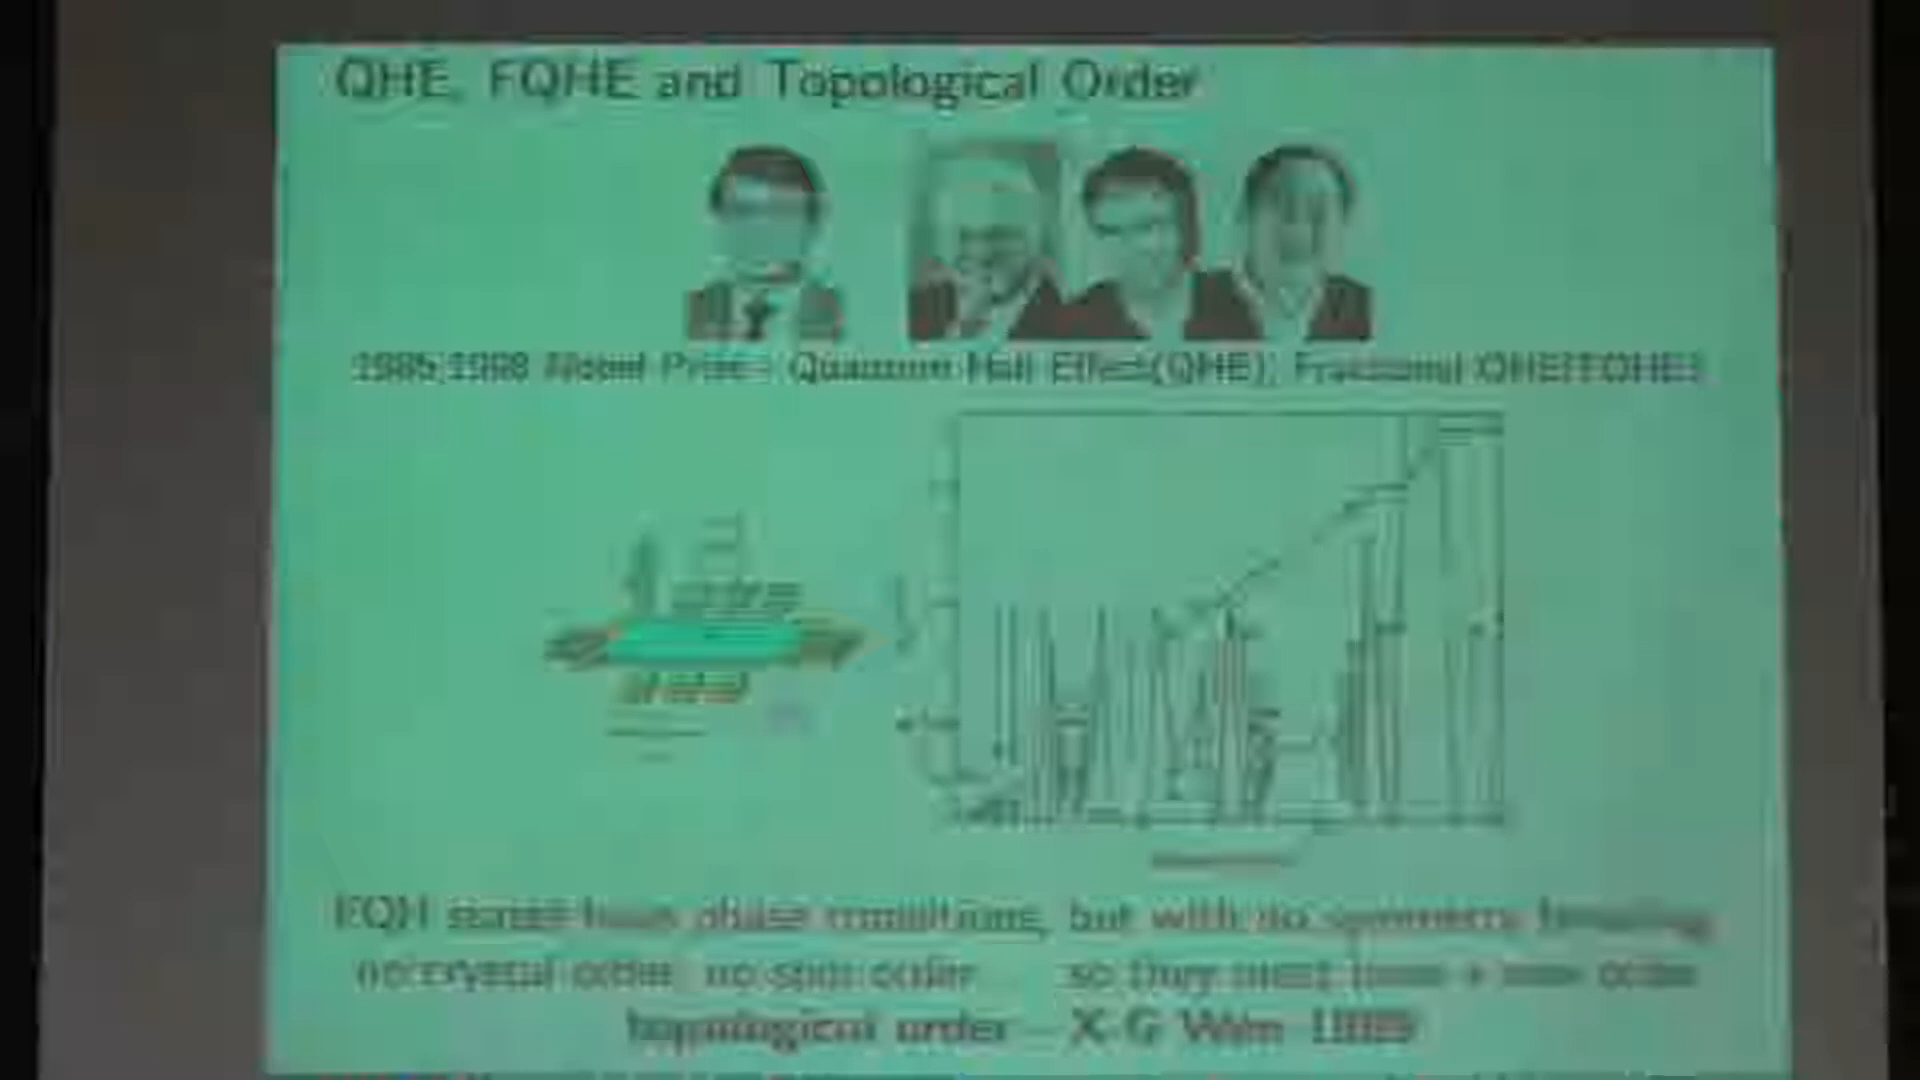 QHE, FQHE and Topological Order
1985,1998 Nobel Prize - Quantum Hall Effect(QHE), Fractional QHE(FQHE)
FQH states have phase transitions, but with no symmetry breaking
no crystal order, no spin order ... so they must have a new order
topological order - X-G Wen 1989